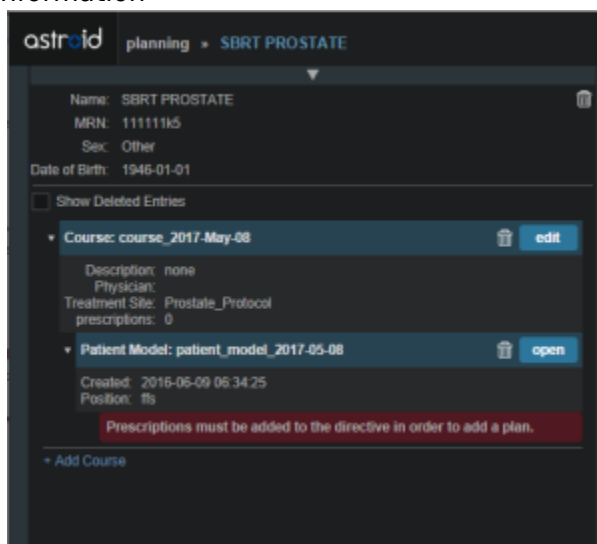 nformation
astroid planning » SBRT PROSTATE
Name: SBRT PROSTATE
MRN: 111111k5
Sex: Other
Date of Birth: 1946-01-01
Show Deleted Entries
Course: course_2017-May-08 edit
Description: none
Physician:
Treatment Site: Prostate_Protocol
prescriptions: 0
Patient Model: patient_model_2017-05-08 open
Created: 2016-06-09 06:34:25
Position: ffs
Prescriptions must be added to the directive in order to add a plan.
+ Add Course